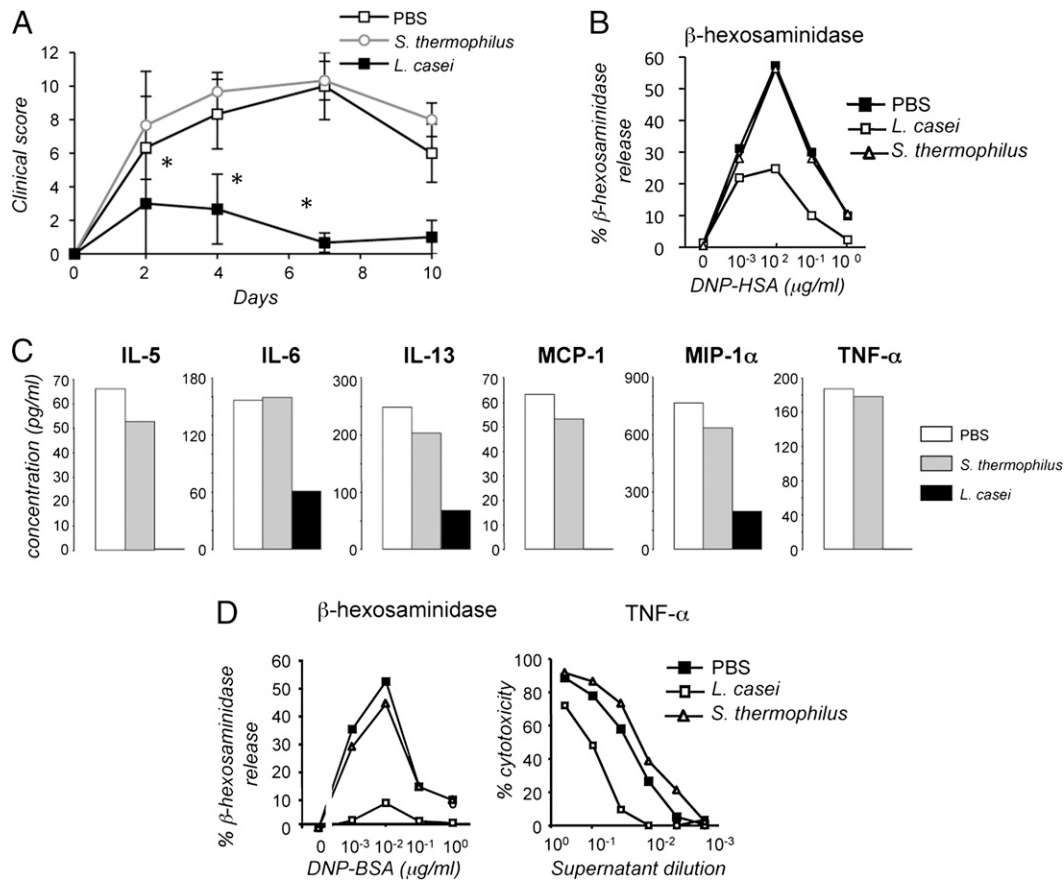 A
PBS
S. thermophilus
L. casei
Clinical score
12
10
8
6
4
2
0
*
*
*
0 2 4 6 8 10
Days
B
β-hexosaminidase
% β-hexosaminidase
release
60
50
40
30
20
10
0
PBS
L. casei
S. thermophilus
0 10⁻³ 10⁻² 10⁻¹ 10⁰
DNP-HSA (μg/ml)
C
concentration (pg/ml)
IL-5
70
60
50
40
30
20
10
0
IL-6
180
120
60
0
IL-13
300
200
100
0
MCP-1
70
60
50
40
30
20
10
0
MIP-1α
900
600
300
0
TNF-α
200
160
120
80
40
0
PBS
S. thermophilus
L. casei
D
β-hexosaminidase
% β-hexosaminidase
release
60
50
40
30
20
10
0
0 10⁻³ 10⁻² 10⁻¹ 10⁰
DNP-BSA (μg/ml)
TNF-α
% cytotoxicity
100
80
60
40
20
0
10⁰ 10⁻¹ 10⁻² 10⁻³
Supernatant dilution
PBS
L. casei
S. thermophilus